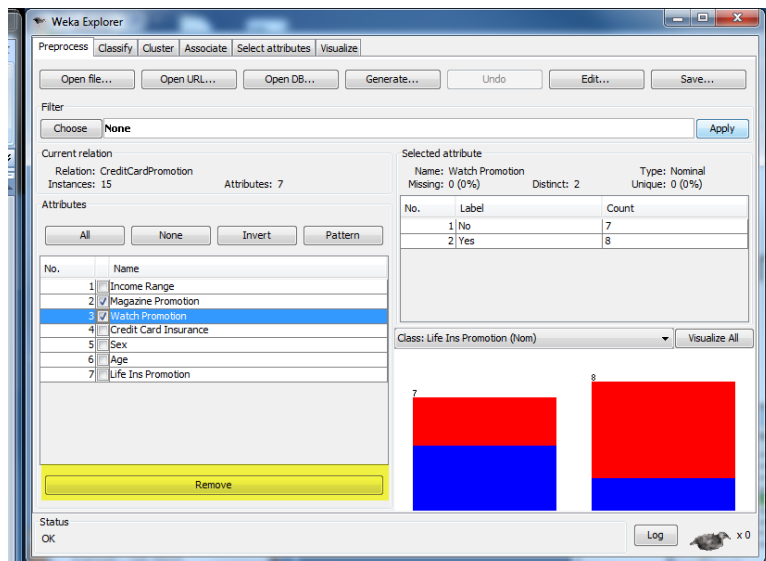 Weka Explorer
Preprocess Classify Cluster Associate Select attributes Visualize
Open file... Open URL... Open DB... Generate... Undo Edit... Save...
Filter
Choose None Apply
Current relation
Relation: CreditCardPromotion
Instances: 15 Attributes: 7
Selected attribute
Name: Watch Promotion Type: Nominal
Missing: 0 (0%) Distinct: 2 Unique: 0 (0%)
Attributes
All None Invert Pattern
No. Name
1 Income Range
2 Magazine Promotion
3 Watch Promotion
4 Credit Card Insurance
5 Sex
6 Age
7 Life Ins Promotion
Remove
No. Label Count
1 No 7
2 Yes 8
Class: Life Ins Promotion (Nom) Visualize All
7
8
Status
OK
Log x 0